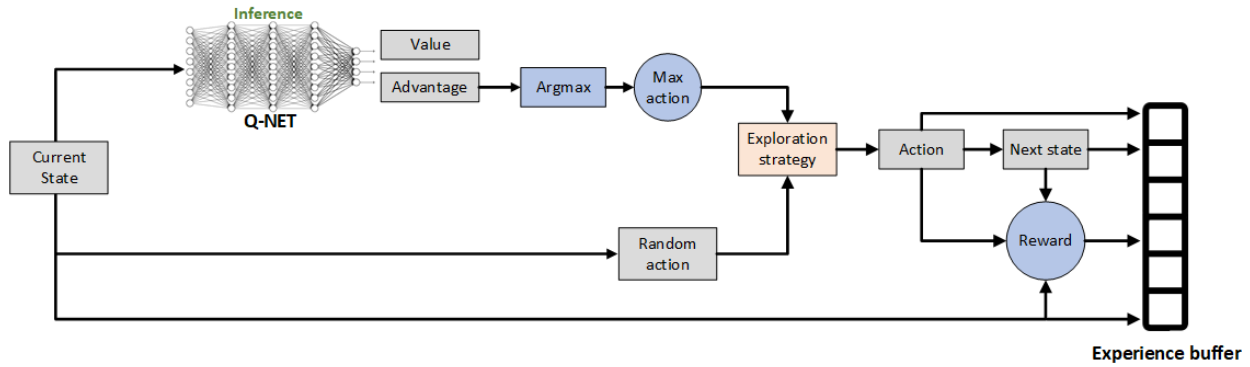 Inference
Value
Advantage
Q-NET
Argmax
Max
action
Current
State
Exploration
strategy
Action
Next state
Random
action
Reward
Experience buffer